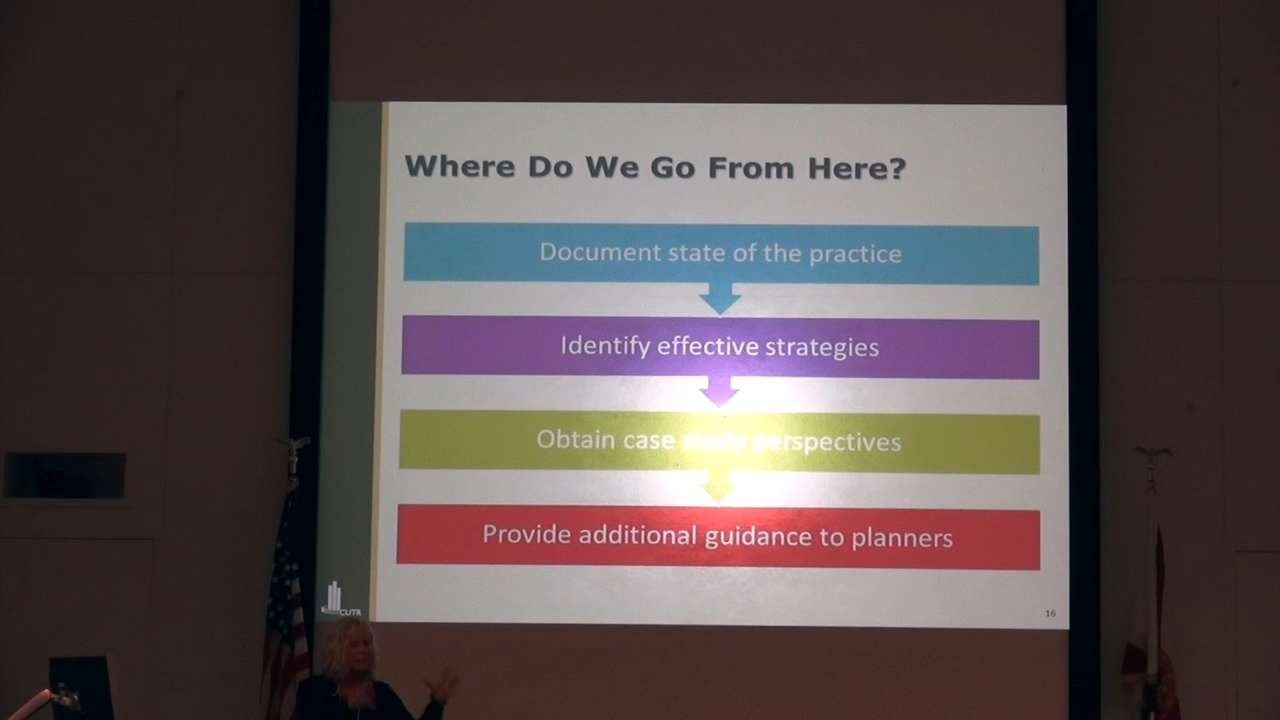 Where Do We Go From Here?
Document state of the practice
Identify effective strategies
Obtain case study perspectives
Provide additional guidance to planners
CUTR
16